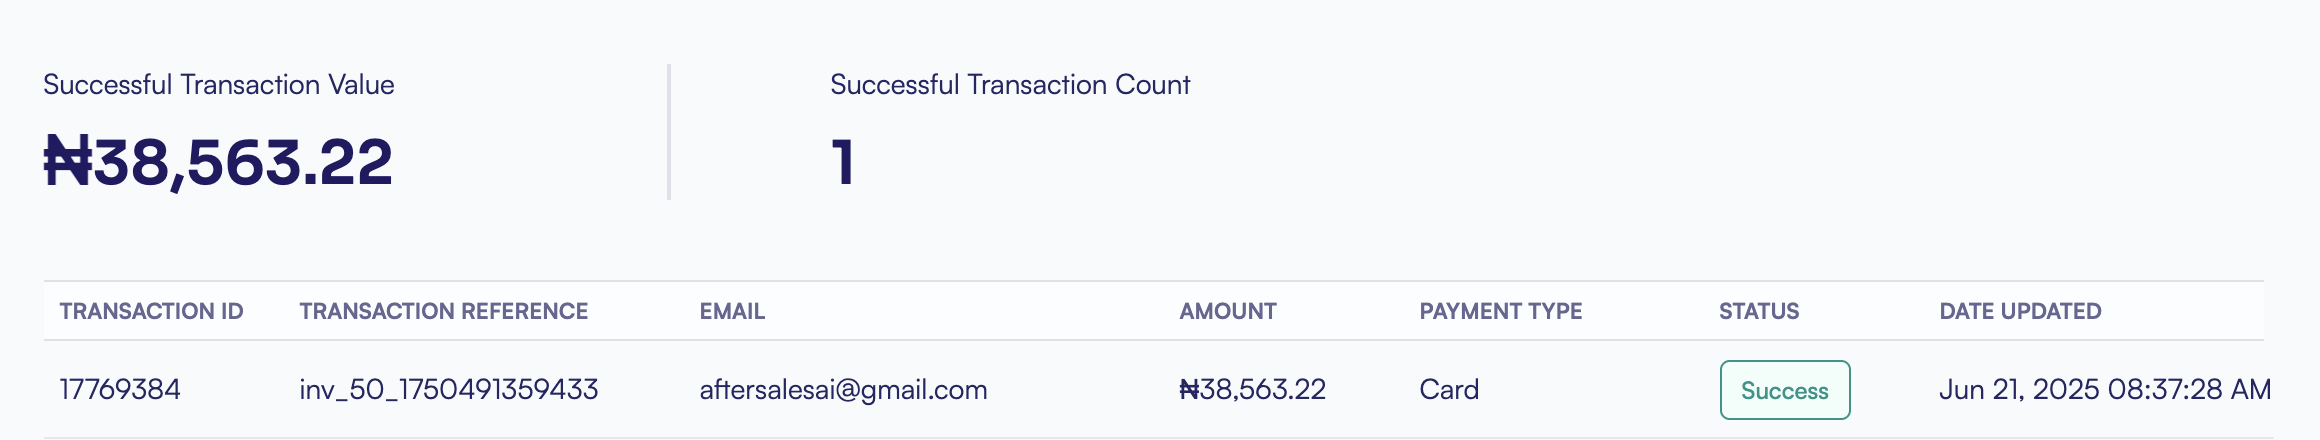 Successful Transaction Value
₦38,563.22
Successful Transaction Count
1
TRANSACTION ID TRANSACTION REFERENCE EMAIL AMOUNT PAYMENT TYPE STATUS DATE UPDATED
17769384 inv_50_1750491359433 aftersalesai@gmail.com ₦38,563.22 Card Success Jun 21, 2025 08:37:28 AM